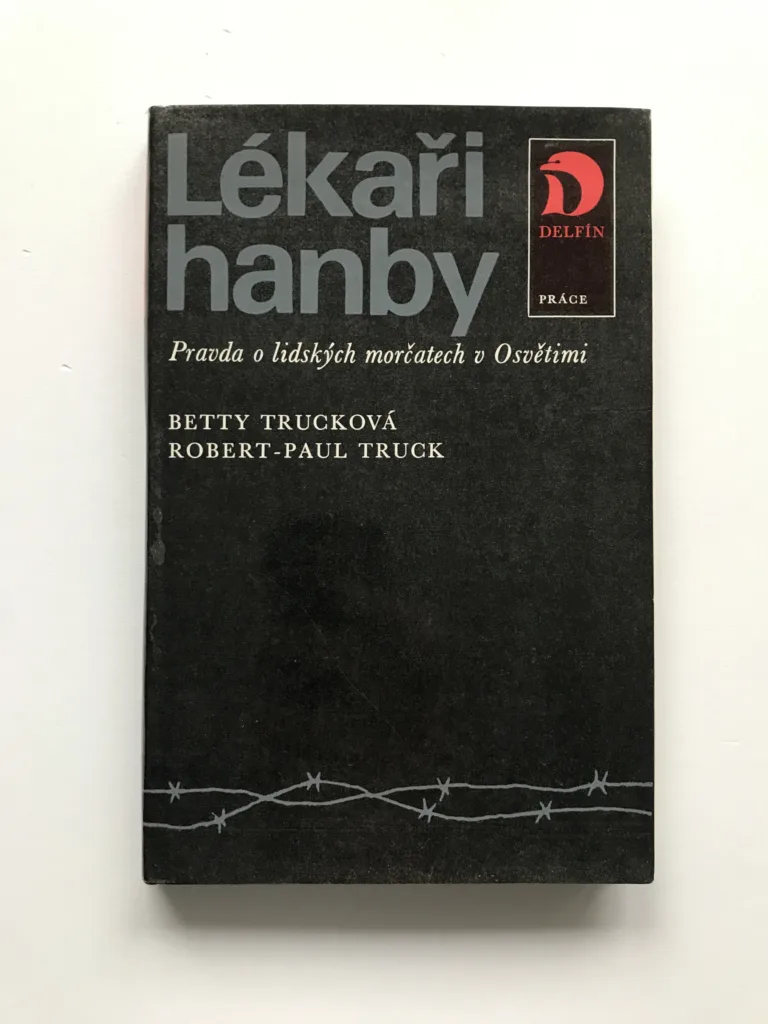 Lékaři
hanby
DELFÍN
PRÁCE
Pravda o lidských morčatech v Osvětimi
BETTY TRUCKOVÁ
ROBERT-PAUL TRUCK